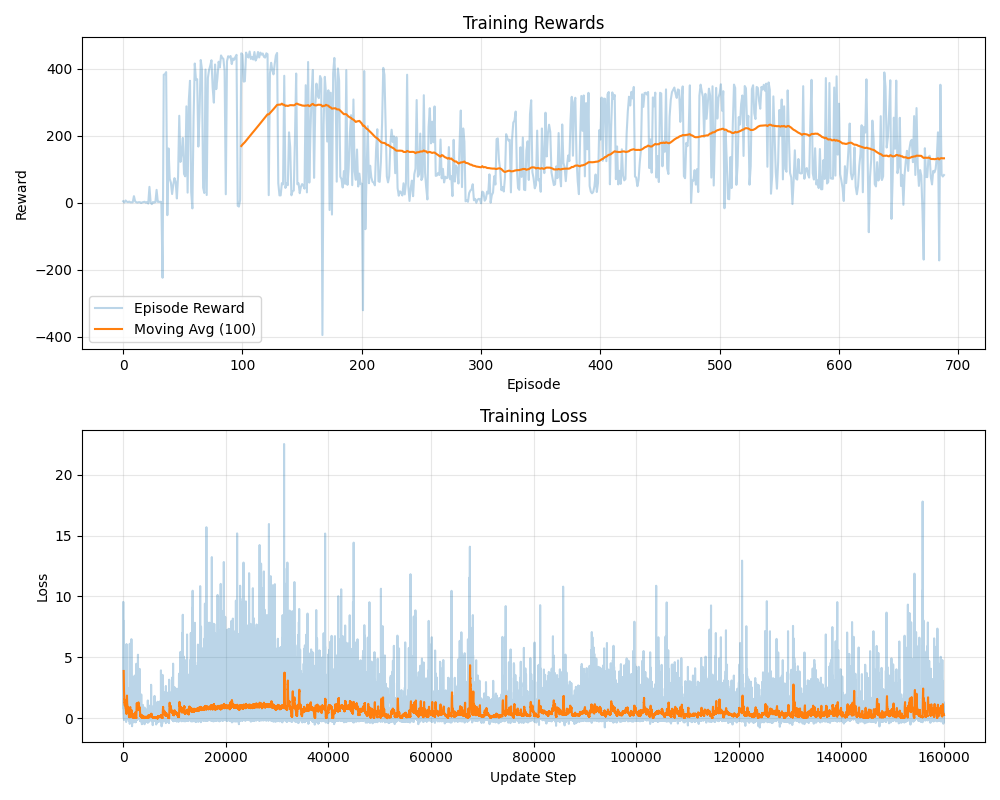 Training Rewards
Reward
400
200
0
−200
−400
Episode Reward
Moving Avg (100)
0 100 200 300 400 500 600 700
Episode
Training Loss
Loss
20
15
10
5
0
0 20000 40000 60000 80000 100000 120000 140000 160000
Update Step